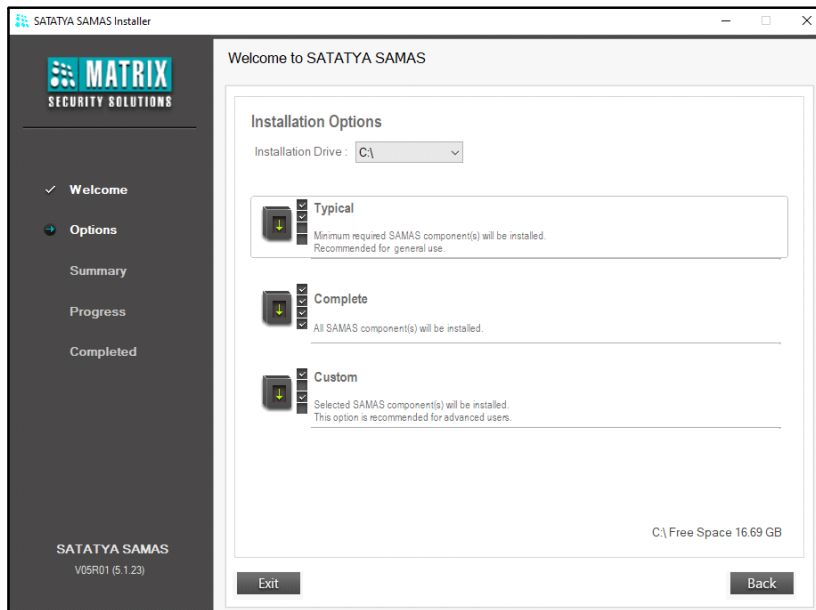 SATATYA SAMAS Installer
MATRIX
SECURITY SOLUTIONS
Welcome
Options
Summary
Progress
Completed
SATATYA SAMAS
V05R01 (5.1.23)
Welcome to SATATYA SAMAS
Installation Options
Installation Drive : C:\
Typical
Minimum required SAMAS component(s) will be installed.
Recommended for general use.
Complete
All SAMAS component(s) will be installed.
Custom
Selected SAMAS component(s) will be installed.
This option is recommended for advanced users.
C:\ Free Space 16.69 GB
Exit
Back